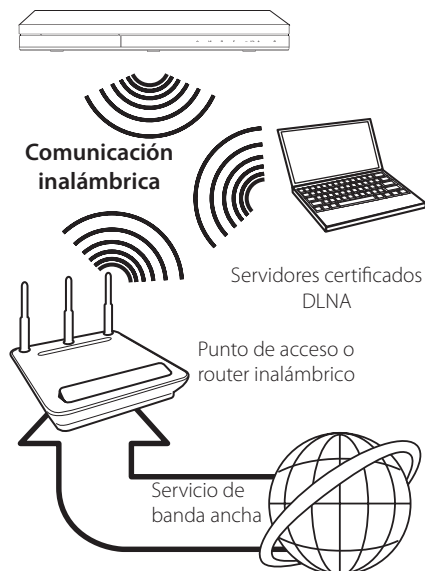 Comunicación
inalámbrica
Servidores certificados
DLNA
Punto de acceso o
router inalámbrico
Servicio de
banda ancha